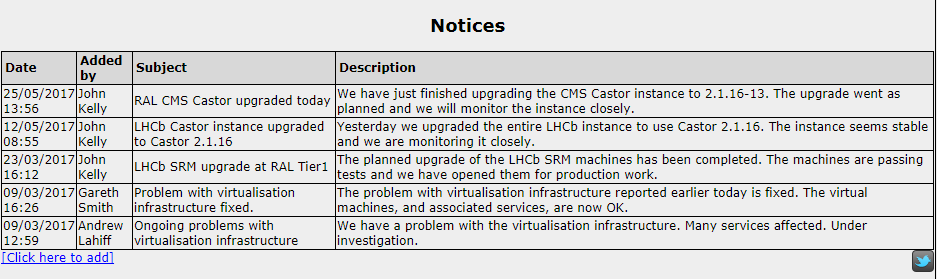 Notices
Date Added by Subject Description
25/05/2017 13:56 John Kelly RAL CMS Castor upgraded today We have just finished upgrading the CMS Castor instance to 2.1.16-13. The upgrade went as planned and we will monitor the instance closely.
12/05/2017 08:55 John Kelly LHCb Castor instance upgraded to Castor 2.1.16 Yesterday we upgraded the entire LHCb instance to use Castor 2.1.16. The instance seems stable and we are monitoring it closely.
23/03/2017 16:12 John Kelly LHCb SRM upgrade at RAL Tier1 The planned upgrade of the LHCb SRM machines has been completed. The machines are passing tests and we have opened them for production work.
09/03/2017 16:26 Gareth Smith Problem with virtualisation infrastructure fixed. The problem with virtualisation infrastructure reported earlier today is fixed. The virtual machines, and associated services, are now OK.
09/03/2017 12:59 Andrew Lahiff Ongoing problems with virtualisation infrastructure We have a problem with the virtualisation infrastructure. Many services affected. Under investigation.
[Click here to add]